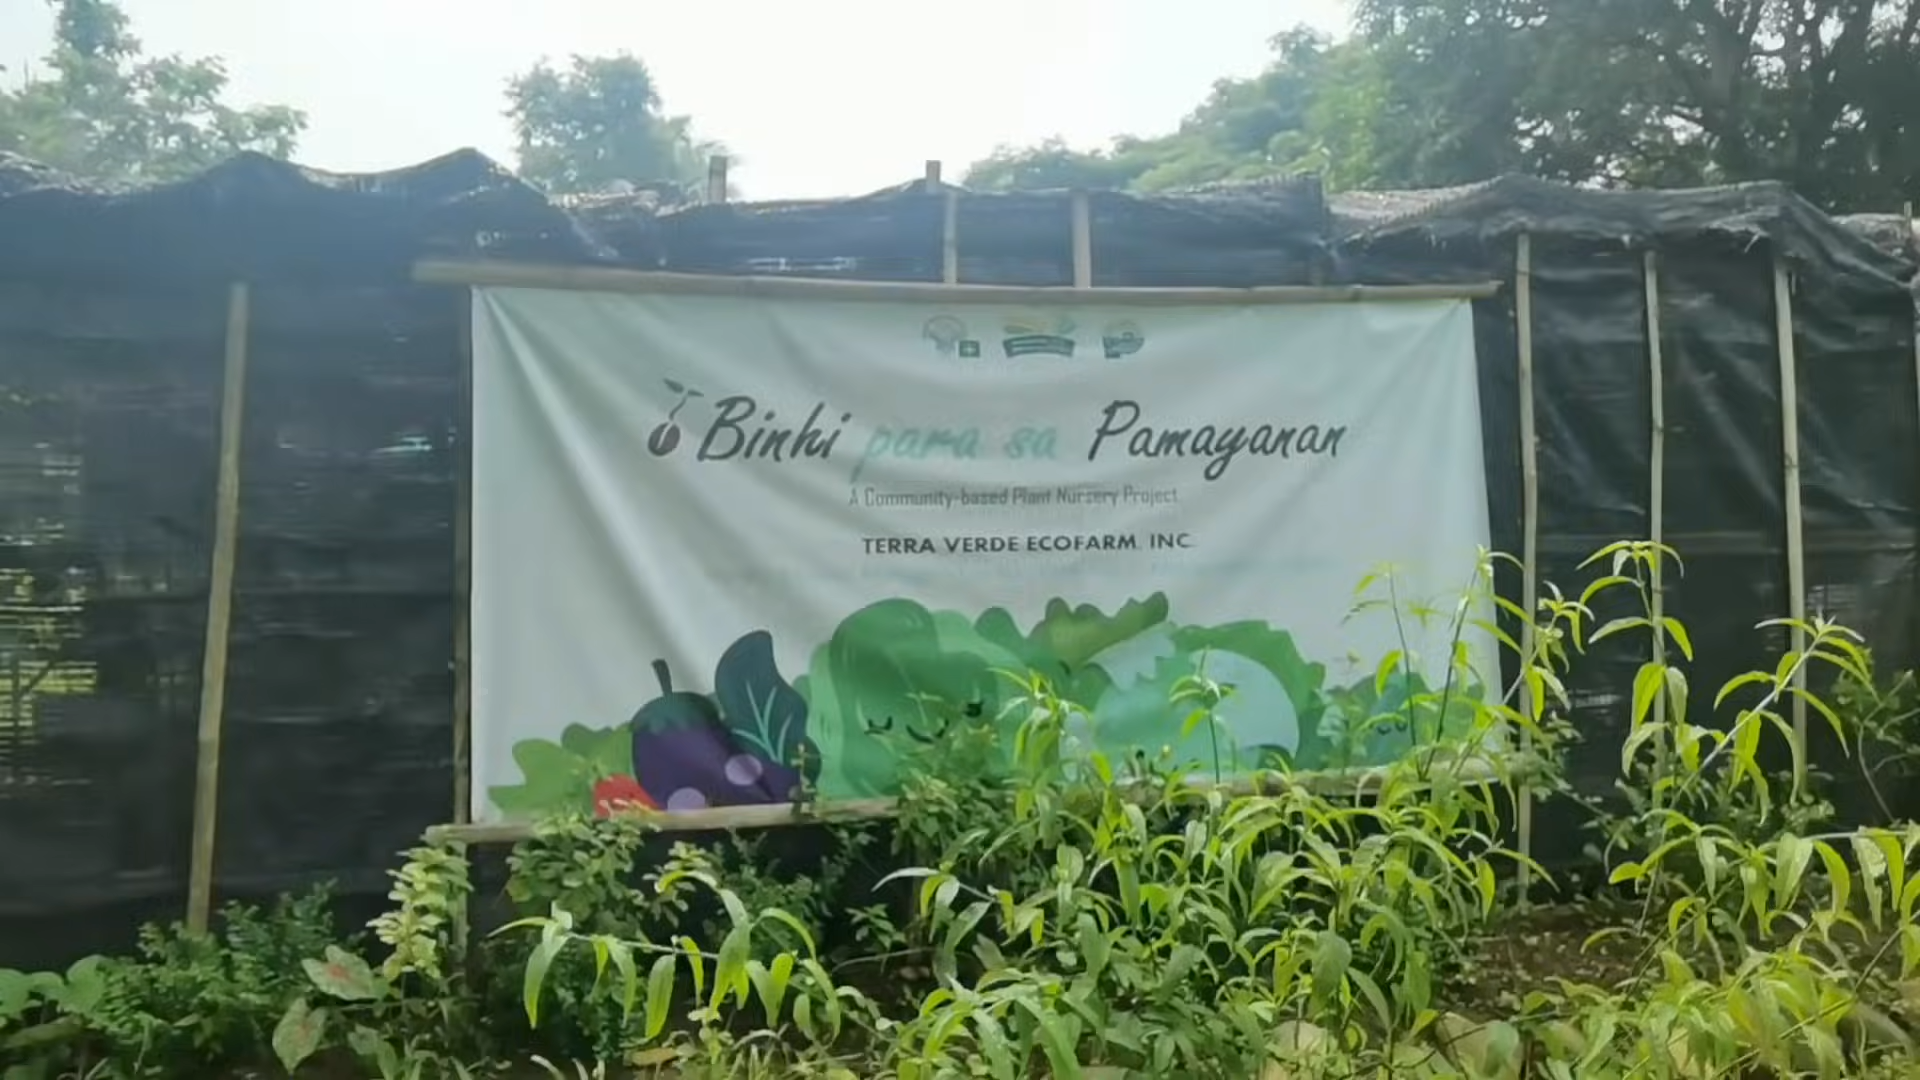 Binhi para sa Pamayanan
A Community-based Plant Nursery Project
TERRA VERDE ECOFARM, INC.